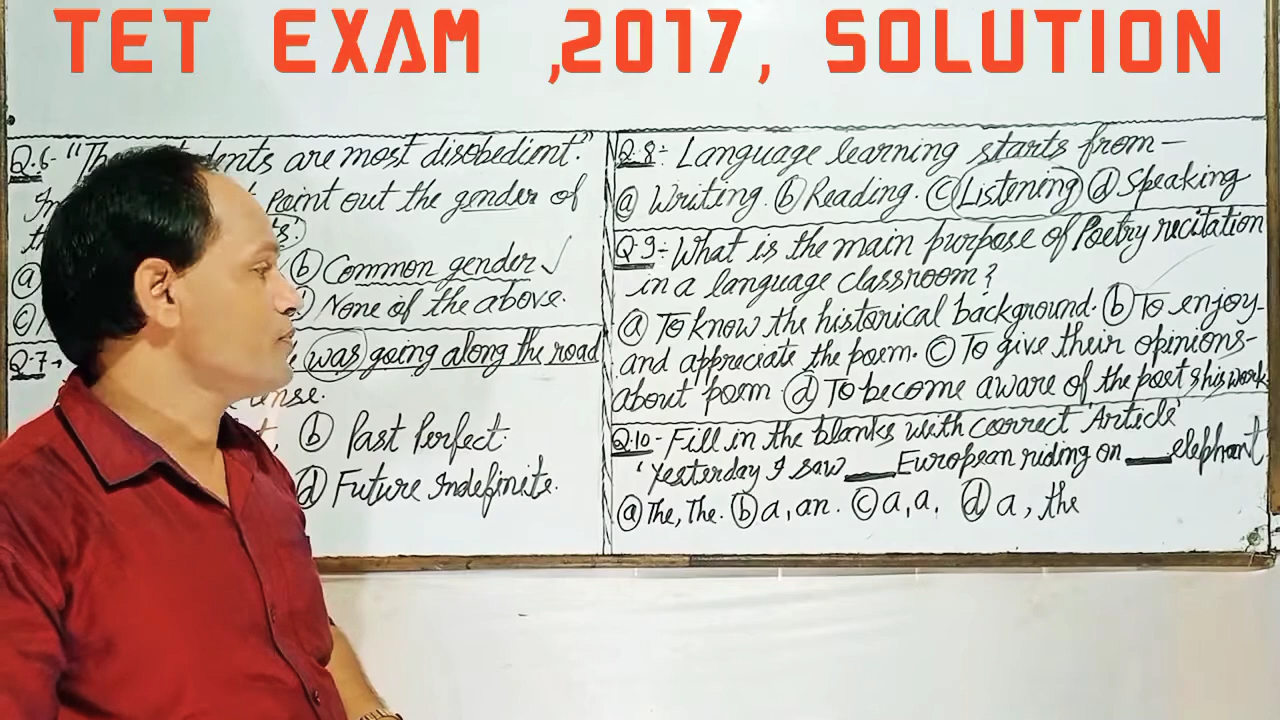 TET EXAM ,2017, SOLUTION
Q.6- "The dents are most disobedient."
Point out the gender of
(a) (b) Common gender ✓
(c) None of the above.
Q.7 was going along the road
ense.
(b) Past Perfect.
(d) Future Indefinite.
Q.8:- Language learning starts from—
(a) Writing. (b) Reading. (c) Listening (d) Speaking
Q.9:- What is the main purpose of Poetry recitation
in a language classroom?
(a) To know the historical background. (b) To enjoy-
and appreciate the poem. (c) To give their opinions-
about poem (d) To become aware of the poet & his work
Q.10- Fill in the blanks with correct 'Article'
'Yesterday I saw ___ European riding on ___ elephant
(a) The, The. (b) a, an. (c) a, a. (d) a, the